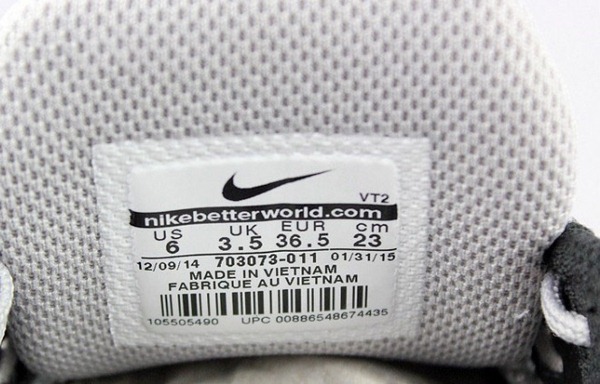 VT2
nikebetterworld.com
US UK EUR cm
6 3.5 36.5 23
12/09/14 703073-011 01/31/15
MADE IN VIETNAM
FABRIQUE AU VIETNAM
105505490 UPC 00886548674435